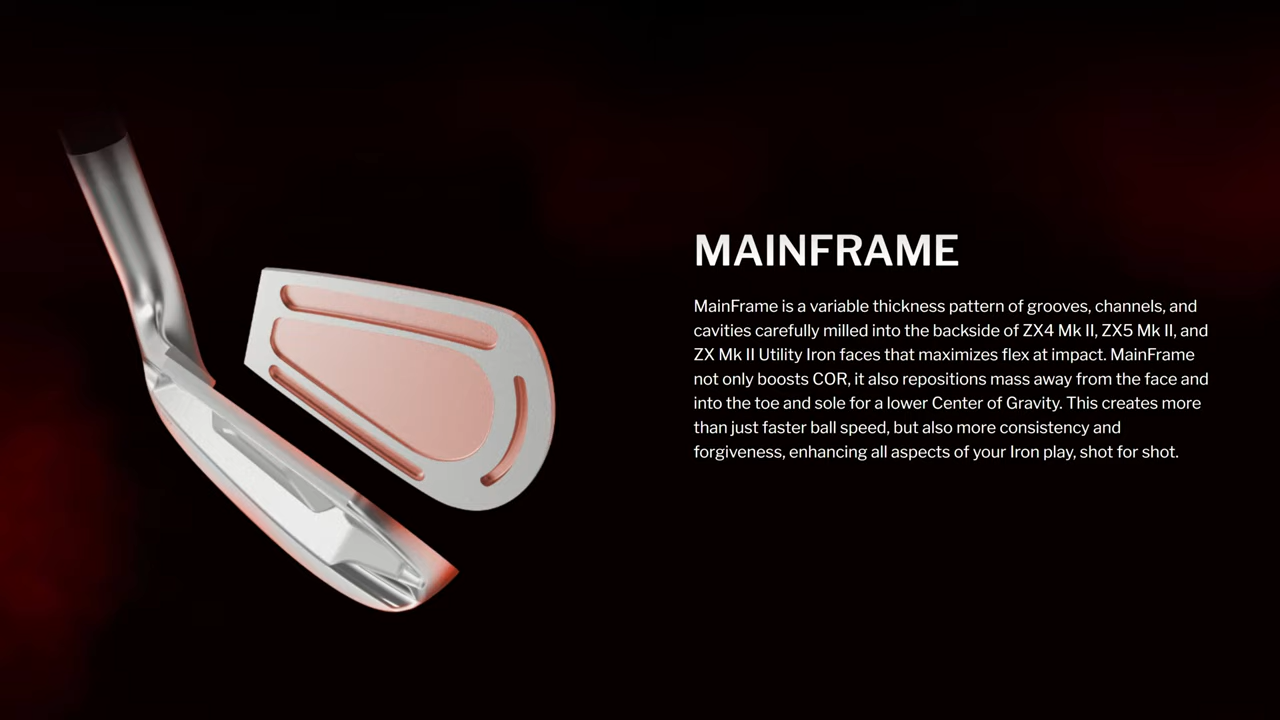 MAINFRAME
MainFrame is a variable thickness pattern of grooves, channels, and
cavities carefully milled into the backside of ZX4 Mk II, ZX5 Mk II, and
ZX Mk II Utility Iron faces that maximizes flex at impact. MainFrame
not only boosts COR, it also repositions mass away from the face and
into the toe and sole for a lower Center of Gravity. This creates more
than just faster ball speed, but also more consistency and
forgiveness, enhancing all aspects of your Iron play, shot for shot.